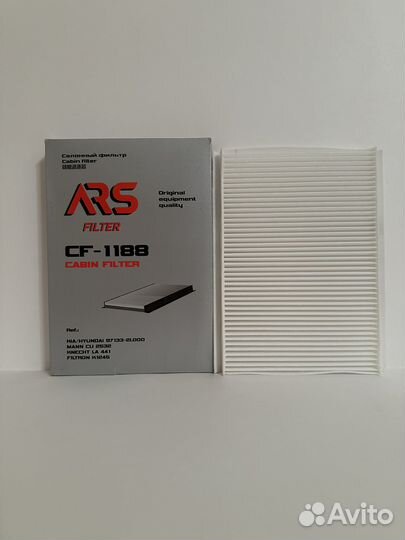 Салонный фильтр
Cabin filter
ARS
FILTER
Original
equipment
quality
CF-1188
CABIN FILTER
Ref.:
KIA/HYUNDAI 97133-2L000
MANN CU 2532
KNECHT LA 441
FILTRON K1245
Avito